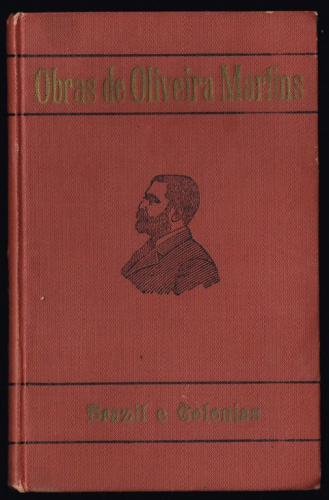 Obras de Oliveira Martins
Brazil e Colonias